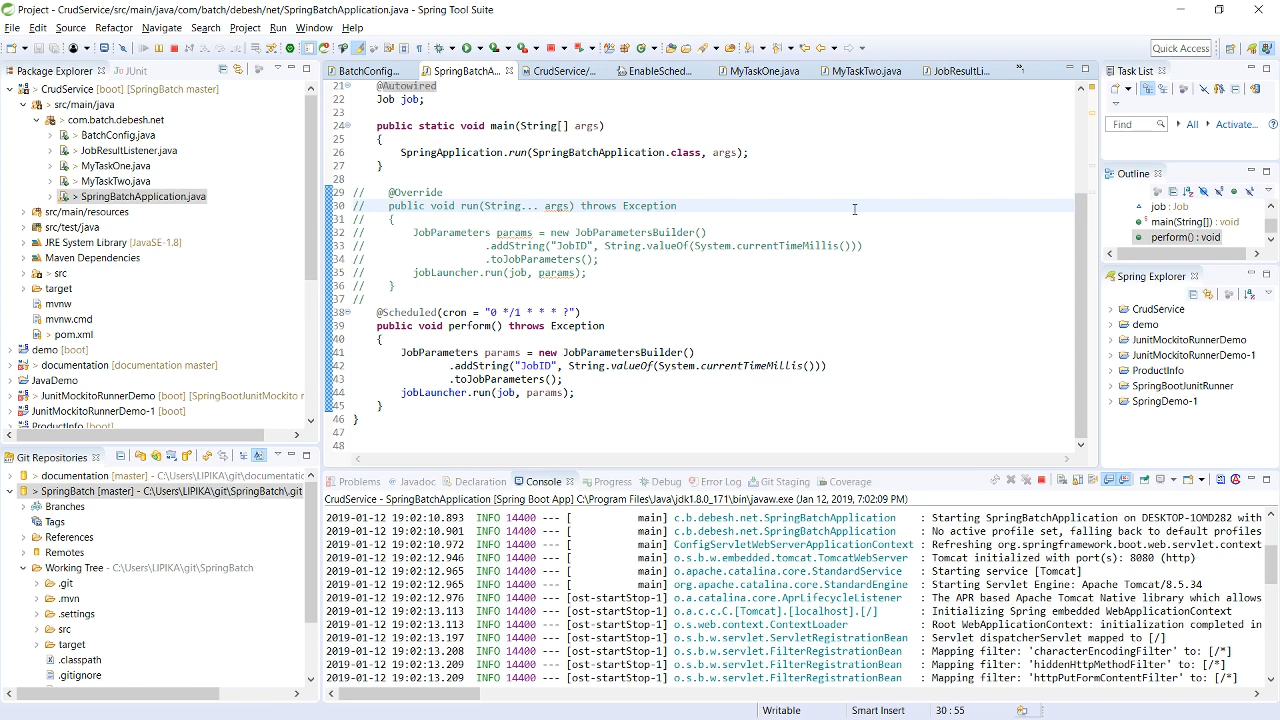 Project - CrudService/src/main/java/com/batch/debesh/net/SpringBatchApplication.java - Spring Tool Suite
File Edit Source Refactor Navigate Search Project Run Window Help
Quick Access
Package Explorer JUnit
CrudService [boot] [SpringBatch master]
src/main/java
com.batch.debesh.net
BatchConfig.java
JobResultListener.java
MyTaskOne.java
MyTaskTwo.java
SpringBatchApplication.java
src/main/resources
src/test/java
JRE System Library [JavaSE-1.8]
Maven Dependencies
src
target
mvnw
mvnw.cmd
pom.xml
demo [boot]
documentation [documentation master]
JavaDemo
JunitMockitoRunnerDemo [boot] [SpringBootJunitMockito r
JunitMockitoRunnerDemo-1 [boot]
ProductInfo [boot] [SpringBootJunitMockitoRunner
Git Repositories
documentation [master] - C:\Users\LIPIKA\git\documentatic
SpringBatch [master] - C:\Users\LIPIKA\git\SpringBatch\.git
Branches
Tags
References
Remotes
Working Tree - C:\Users\LIPIKA\git\SpringBatch
.git
.mvn
.settings
src
target
.classpath
.gitignore
BatchConfig... SpringBatchA... CrudService/... EnableSched... MyTaskOne.java MyTaskTwo.java JobResultLi...
21 @Autowired
22 Job job;
23
24 public static void main(String[] args)
25 {
26 SpringApplication.run(SpringBatchApplication.class, args);
27 }
28
29 // @Override
30 // public void run(String... args) throws Exception
31 // {
32 // JobParameters params = new JobParametersBuilder()
33 // .addString("JobID", String.valueOf(System.currentTimeMillis()))
34 // .toJobParameters();
35 // jobLauncher.run(job, params);
36 // }
37 //
38 @Scheduled(cron = "0 */1 * * * ?")
39 public void perform() throws Exception
40 {
41 JobParameters params = new JobParametersBuilder()
42 .addString("JobID", String.valueOf(System.currentTimeMillis()))
43 .toJobParameters();
44 jobLauncher.run(job, params);
45 }
46 }
47
48
Task List
Find All Activate...
Outline
job : Job
main(String[]) : void
perform() : void
Spring Explorer
CrudService
demo
JunitMockitoRunnerDemo
JunitMockitoRunnerDemo-1
ProductInfo
SpringBootJunitRunner
SpringDemo-1
Problems Javadoc Declaration Search Console Progress Debug Git Staging Coverage
CrudService - SpringBatchApplication [Spring Boot App] C:\Program Files\Java\jdk1.8.0_171\bin\javaw.exe (Jan 12, 2019, 7:02:09 PM)
2019-01-12 19:02:10.893 INFO 14400 --- [ main] c.b.debesh.net.SpringBatchApplication : Starting SpringBatchApplication on DESKTOP-1OMD282 with
2019-01-12 19:02:10.901 INFO 14400 --- [ main] c.b.debesh.net.SpringBatchApplication : No active profile set, falling back to default profiles
2019-01-12 19:02:10.972 INFO 14400 --- [ main] ConfigServletWebServerApplicationContext : Refreshing org.springframework.boot.web.servlet.context
2019-01-12 19:02:12.946 INFO 14400 --- [ main] o.s.b.w.embedded.tomcat.TomcatWebServer : Tomcat initialized with port(s): 8080 (http)
2019-01-12 19:02:12.965 INFO 14400 --- [ main] o.apache.catalina.core.StandardService : Starting service [Tomcat]
2019-01-12 19:02:12.965 INFO 14400 --- [ main] org.apache.catalina.core.StandardEngine : Starting Servlet Engine: Apache Tomcat/8.5.34
2019-01-12 19:02:12.976 INFO 14400 --- [ost-startStop-1] o.a.catalina.core.AprLifecycleListener : The APR based Apache Tomcat Native library which allows
2019-01-12 19:02:13.113 INFO 14400 --- [ost-startStop-1] o.a.c.c.C.[Tomcat].[localhost].[/] : Initializing Spring embedded WebApplicationContext
2019-01-12 19:02:13.113 INFO 14400 --- [ost-startStop-1] o.s.web.context.ContextLoader : Root WebApplicationContext: initialization completed in
2019-01-12 19:02:13.197 INFO 14400 --- [ost-startStop-1] o.s.b.w.servlet.ServletRegistrationBean : Servlet dispatcherServlet mapped to [/]
2019-01-12 19:02:13.208 INFO 14400 --- [ost-startStop-1] o.s.b.w.servlet.FilterRegistrationBean : Mapping filter: 'characterEncodingFilter' to: [/*]
2019-01-12 19:02:13.209 INFO 14400 --- [ost-startStop-1] o.s.b.w.servlet.FilterRegistrationBean : Mapping filter: 'hiddenHttpMethodFilter' to: [/*]
2019-01-12 19:02:13.209 INFO 14400 --- [ost-startStop-1] o.s.b.w.servlet.FilterRegistrationBean : Mapping filter: 'httpPutFormContentFilter' to: [/*]
Writable Smart Insert 30 : 55